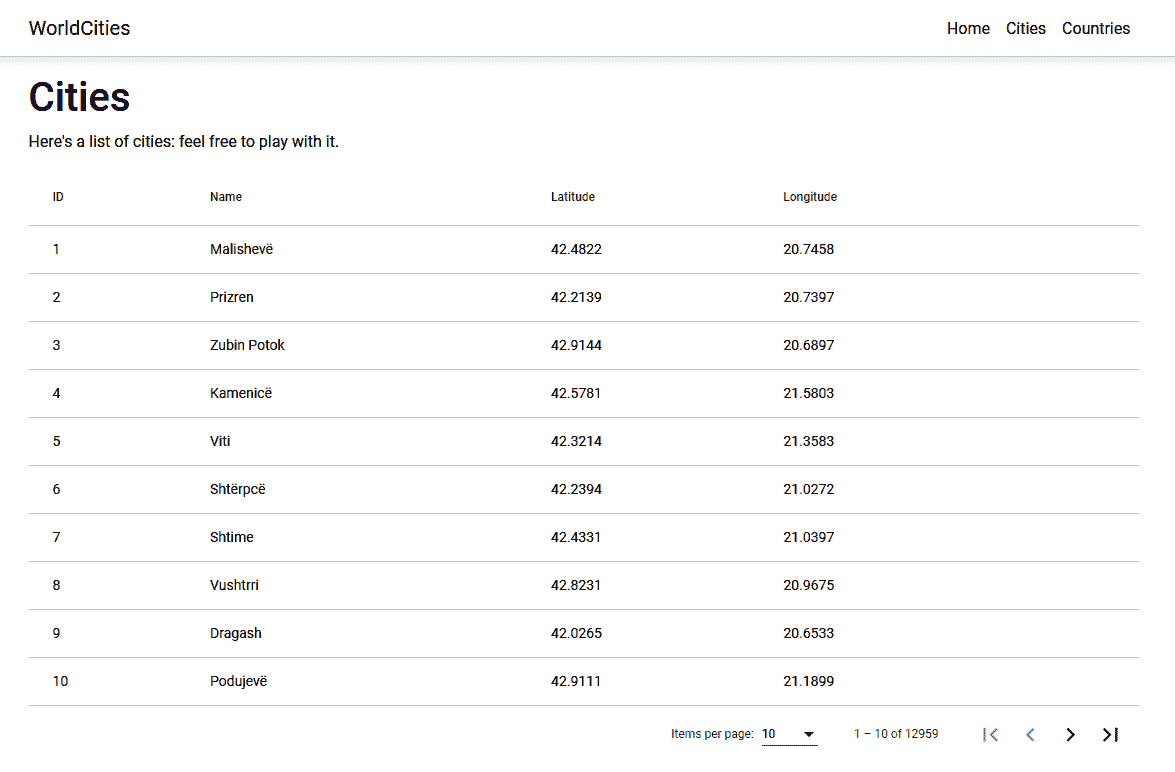 WorldCities Home Cities Countries
Cities
Here's a list of cities: feel free to play with it.
ID Name Latitude Longitude
1 Malishevë 42.4822 20.7458
2 Prizren 42.2139 20.7397
3 Zubin Potok 42.9144 20.6897
4 Kamenicë 42.5781 21.5803
5 Viti 42.3214 21.3583
6 Shtërpcë 42.2394 21.0272
7 Shtime 42.4331 21.0397
8 Vushtrri 42.8231 20.9675
9 Dragash 42.0265 20.6533
10 Podujevë 42.9111 21.1899
Items per page: 10 1 – 10 of 12959